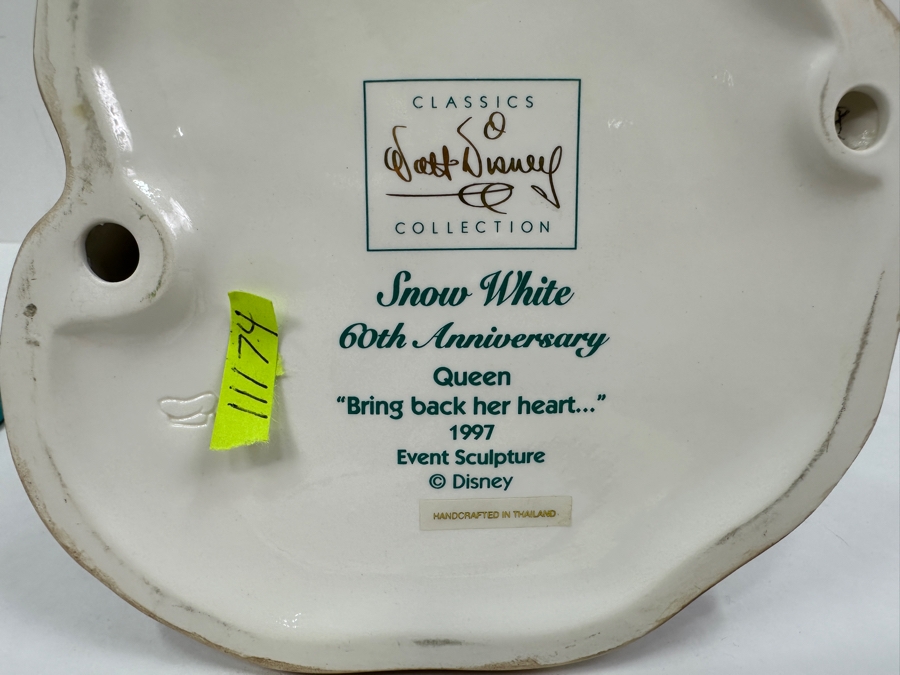 CLASSICS
Walt Disney
COLLECTION
Snow White
60th Anniversary
Queen
“Bring back her heart...”
1997
Event Sculpture
© Disney
HANDCRAFTED IN THAILAND
11174